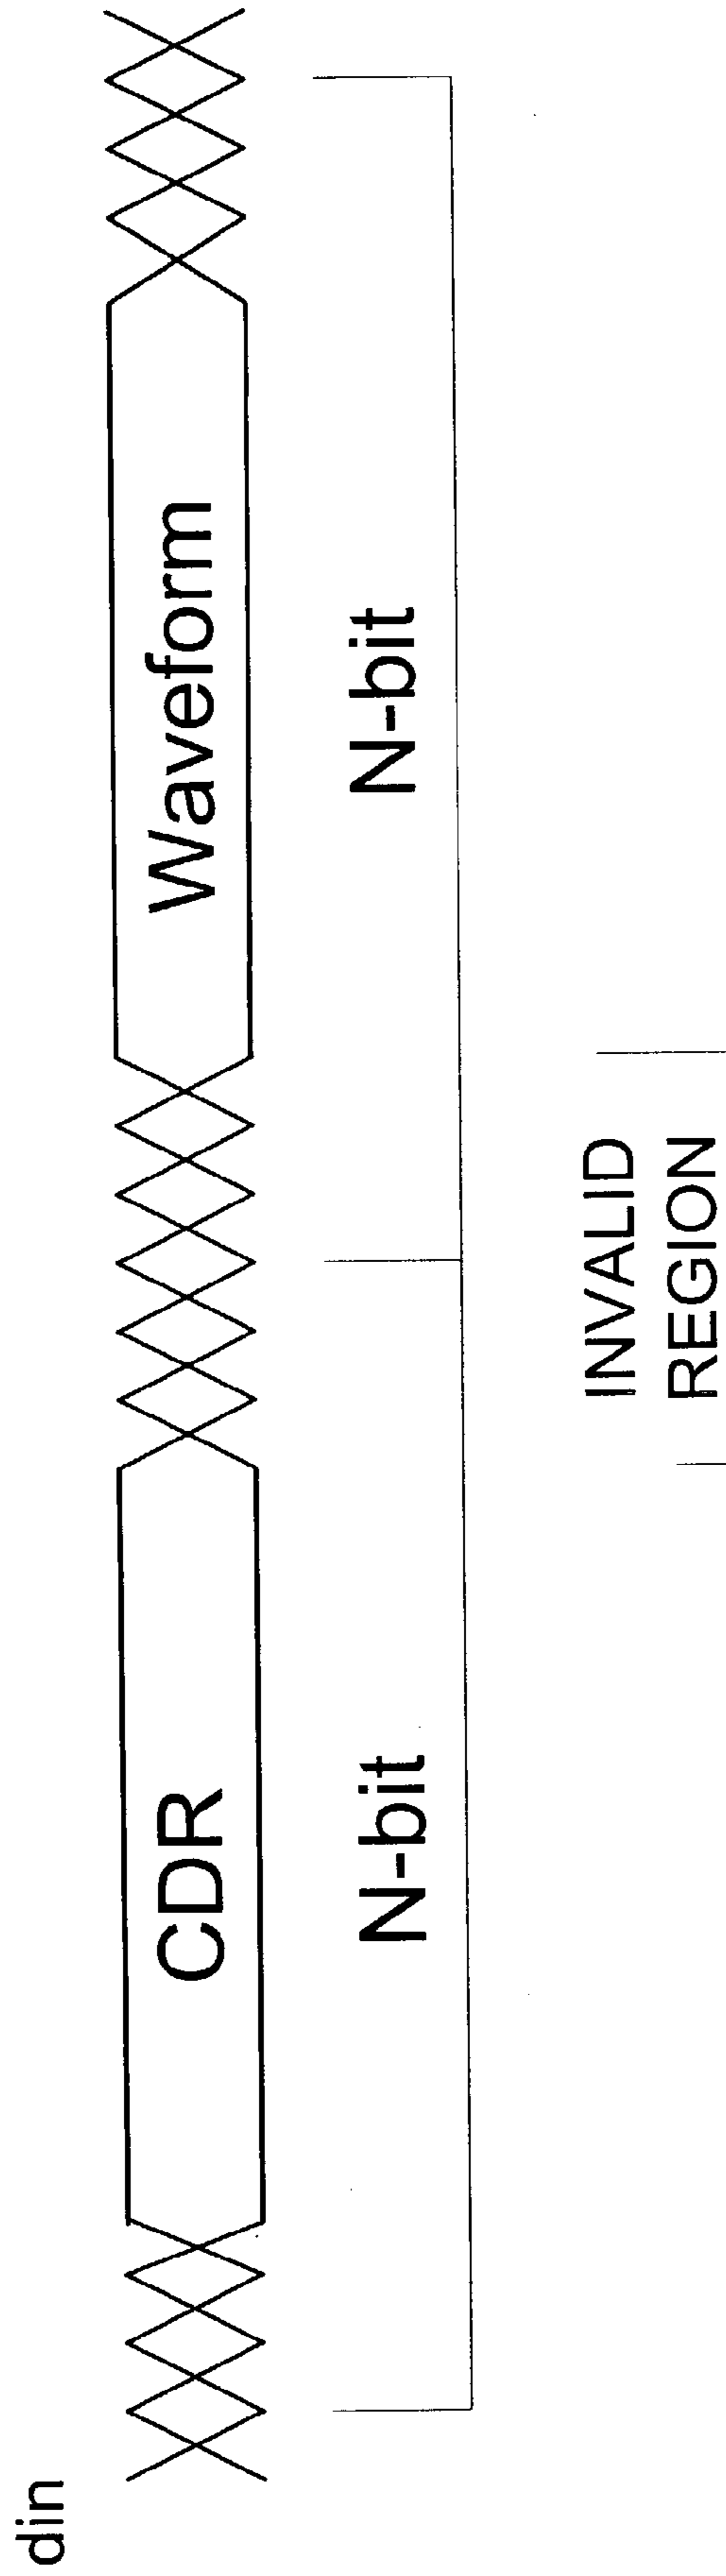 din
CDR
Waveform
N-bit
N-bit
INVALID
REGION